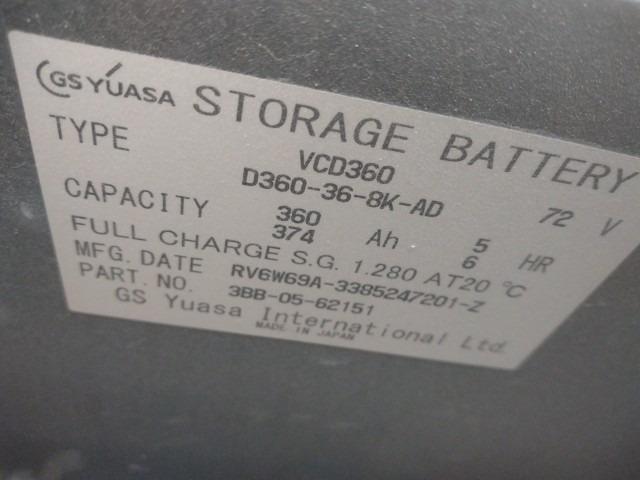 GS YUASA STORAGE BATTERY
TYPE VCD360
D360-36-8K-AD 72 V
CAPACITY 360 Ah 5 HR
374 6
FULL CHARGE S.G. 1.280 AT20 ℃
MFG. DATE RV6W69A-3385247201-Z
PART. NO. 3BB-05-62151
GS Yuasa International Ltd.
MADE IN JAPAN